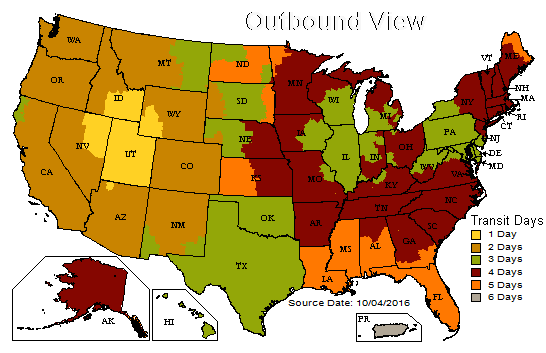 Outbound View
WA
MT
ND
MN
ME
VT
OR
ID
SD
WI
MI
NY
NH
MA
RI
CT
WY
NE
IA
PA
NJ
NV
UT
IL
IN
OH
DE
MD
CA
CO
KS
MO
KY
WV
VA
AZ
NM
OK
AR
TN
NC
SC
TX
LA
MS
AL
GA
FL
AK
HI
PR
Transit Days
1 Day
2 Days
3 Days
4 Days
5 Days
6 Days
Source Date: 10/04/2016